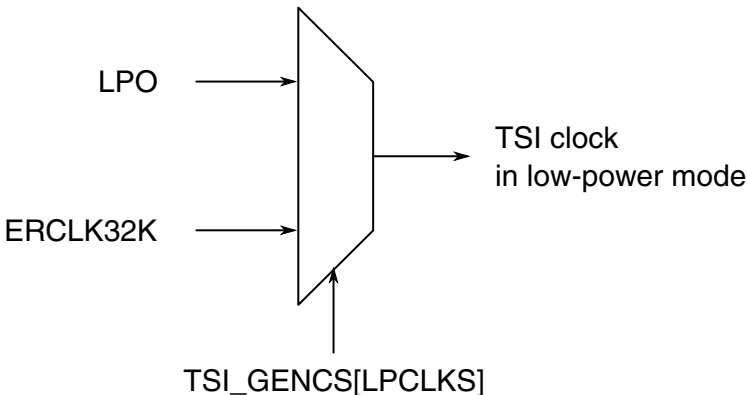 LPO
TSI clock
in low-power mode
ERCLK32K
TSI_GENCS[LPCLKS]